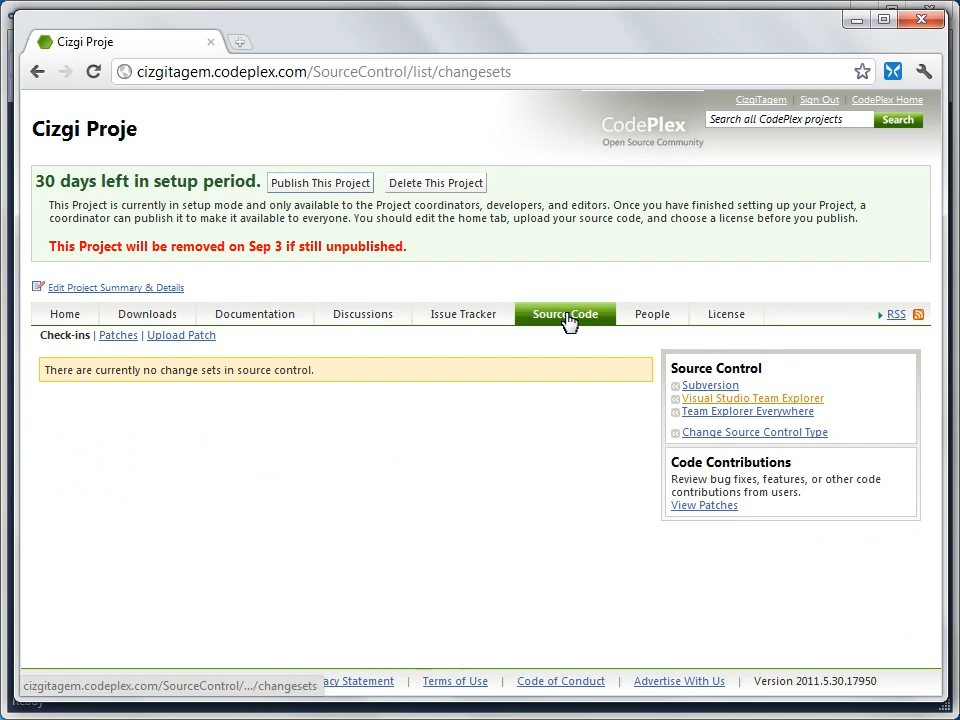 Cizgi Proje
cizgitagem.codeplex.com/SourceControl/list/changesets
CizgiTagem | Sign Out | CodePlex Home
Search all CodePlex projects Search
Cizgi Proje
CodePlex
Open Source Community
30 days left in setup period. Publish This Project Delete This Project
This Project is currently in setup mode and only available to the Project coordinators, developers, and editors. Once you have finished setting up your Project, a
coordinator can publish it to make it available to everyone. You should edit the home tab, upload your source code, and choose a license before you publish.
This Project will be removed on Sep 3 if still unpublished.
Edit Project Summary & Details
Home Downloads Documentation Discussions Issue Tracker Source Code People License RSS
Check-ins | Patches | Upload Patch
There are currently no change sets in source control.
Source Control
Subversion
Visual Studio Team Explorer
Team Explorer Everywhere
Change Source Control Type
Code Contributions
Review bug fixes, features, or other code
contributions from users.
View Patches
cizgitagem.codeplex.com/SourceControl/.../changesets
Statement | Terms of Use | Code of Conduct | Advertise With Us | Version 2011.5.30.17950